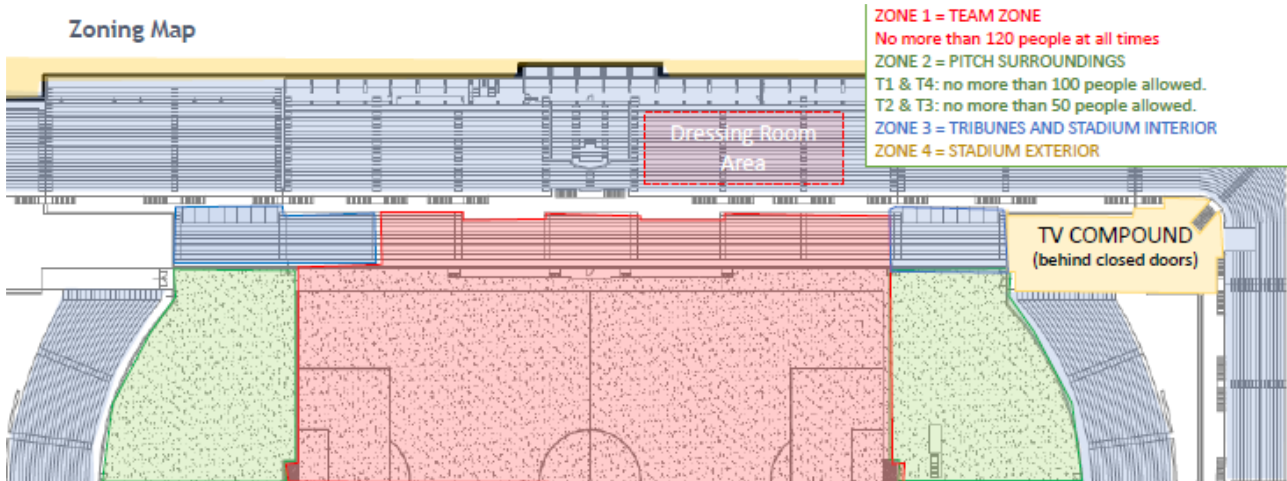 Zoning Map
ZONE 1 = TEAM ZONE
No more than 120 people at all times
ZONE 2 = PITCH SURROUNDINGS
T1 & T4: no more than 100 people allowed.
T2 & T3: no more than 50 people allowed.
ZONE 3 = TRIBUNES AND STADIUM INTERIOR
ZONE 4 = STADIUM EXTERIOR
Dressing Room
Area
TV COMPOUND
(behind closed doors)